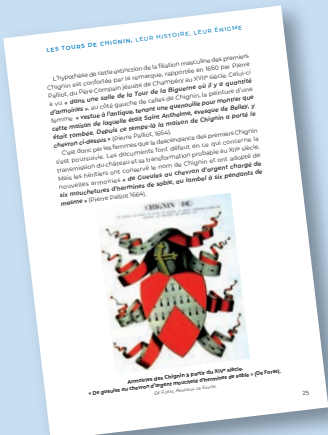 LES TOURS DE CHIGNIN, LEUR HISTOIRE, LEUR ÉNIGME
L'hypothèse de cette extinction de la filiation masculine des premiers
Chignin est confortée par la remarque, rapportée en 1660 par Pierre
Palliot, du Père Compain jésuite de Chambéry au XVIIᵉ siècle. Celui-ci
a vu « dans une salle de la Tour de la Biguerne où il y a quantité
d'armoiries », au côté gauche de celles de Chignin, la peinture d'une
femme « vestue à l'antique, tenant une quenouille pour montrer que
cette maison de laquelle était Saint Anthelme, evesque de Belley, y
était tombée. Depuis ce temps-là la maison de Chignin a porté le
chevron ci-dessus » (Pierre Palliot, 1664).
C'est donc par les femmes que la descendance des premiers Chignin
s'est poursuivie. Les documents font défaut en ce qui concerne la
transmission du château et sa transformation probable au XIIIᵉ siècle.
Mais les héritiers ont conservé le nom de Chignin et ont adopté de
nouvelles armoiries « de Gueules au chevron d'argent chargé de
six mouchetures d'hermines de sable, au lambel à six pendants de
mesme » (Pierre Palliot 1664).
CHIGNIN (DE)
Armoiries des Chignin à partir du XIVᵉ siècle.
« De gueules au chevron d'argent moucheté d'hermines de sable » (De Foras).
De Foras, Armorial de Savoie.
25